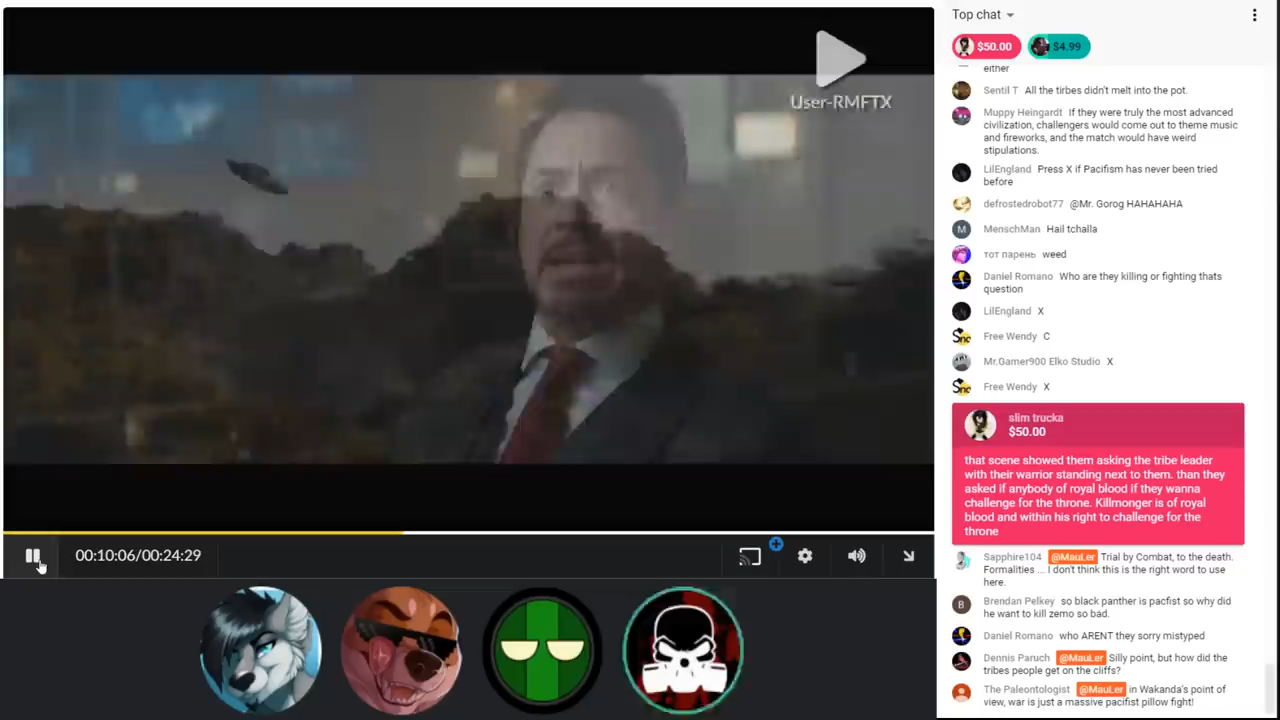 User-RMFTX
00:10:06/00:24:29
Top chat
$50.00
$4.99
either
Sentil T All the tirbes didn't melt into the pot.
Muppy Heingardt If they were truly the most advanced
civilization, challengers would come out to theme music
and fireworks, and the match would have weird
stipulations.
LilEngland Press X if Pacifism has never been tried
before
defrostedrobot77 @Mr. Gorog HAHAHAHA
M
MenschMan Hail tchalla
тот парень weed
Daniel Romano Who are they killing or fighting thats
question
LilEngland X
Free Wendy C
Mr.Gamer900 Elko Studio X
Free Wendy X
slim trucka
$50.00
that scene showed them asking the tribe leader
with their warrior standing next to them. than they
asked if anybody of royal blood if they wanna
challenge for the throne. Killmonger is of royal
blood and within his right to challenge for the
throne
Sapphire104 @MauLer Trial by Combat, to the death.
Formalities ... I don't think this is the right word to use
here.
B
Brendan Pelkey so black panther is pacfist so why did
he want to kill zemo so bad.
Daniel Romano who ARENT they sorry mistyped
Dennis Paruch @MauLer Silly point, but how did the
tribes people get on the cliffs?
The Paleontologist @MauLer in Wakanda's point of
view, war is just a massive pacifist pillow fight!